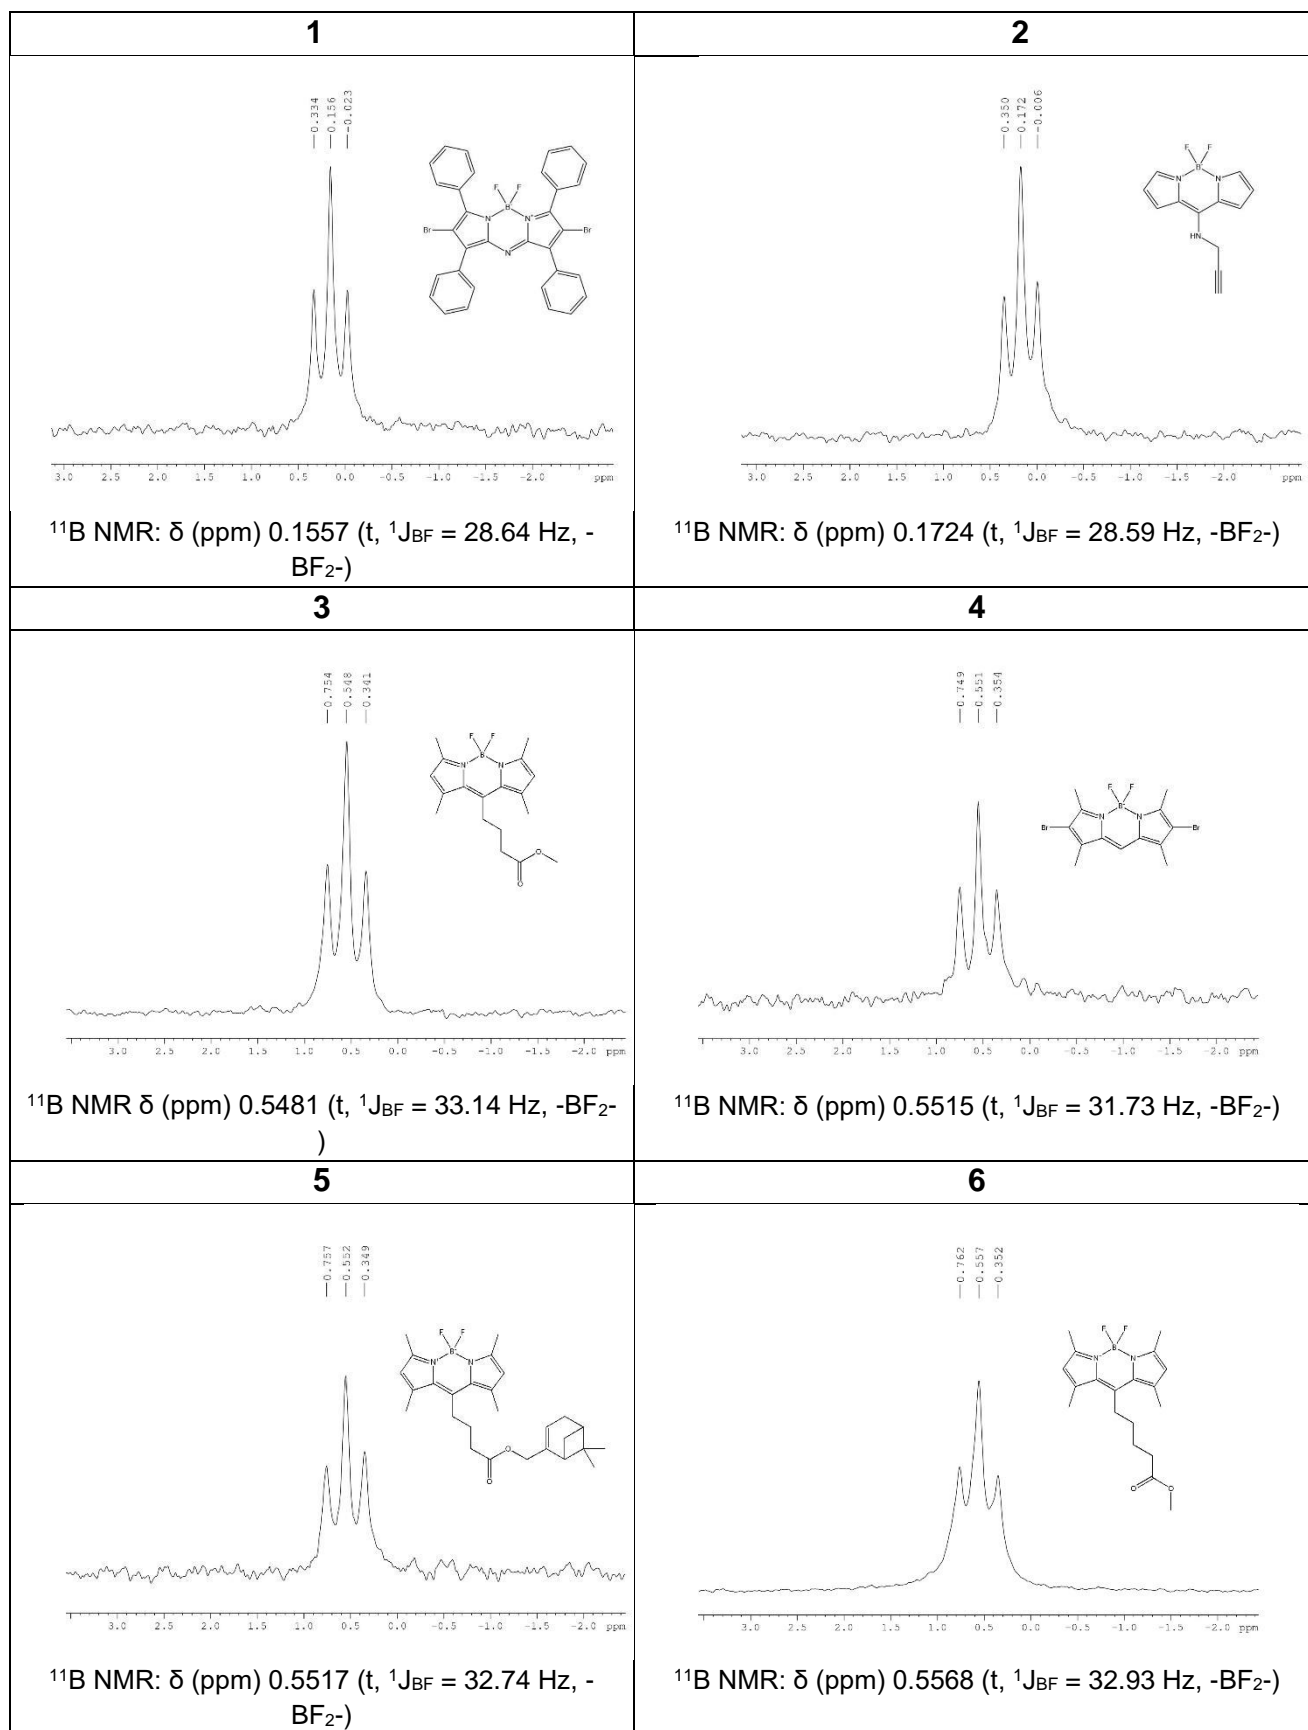 1
2
0.334
0.156
-0.023
0.350
0.172
-0.006
F F
B-
N N+
Br Br
N
F F
B-
N N+
HN
3.0 2.5 2.0 1.5 1.0 0.5 0.0 -0.5 -1.0 -1.5 -2.0 ppm
3.0 2.5 2.0 1.5 1.0 0.5 0.0 -0.5 -1.0 -1.5 -2.0 ppm
¹¹B NMR: δ (ppm) 0.1557 (t, ¹JBF = 28.64 Hz, -
BF₂-)
¹¹B NMR: δ (ppm) 0.1724 (t, ¹JBF = 28.59 Hz, -BF₂-)
3
4
0.754
0.548
0.341
0.749
0.551
0.354
F F
B-
N+ N
O
O
F F
B-
N+ N
Br Br
3.0 2.5 2.0 1.5 1.0 0.5 0.0 -0.5 -1.0 -1.5 -2.0 ppm
3.0 2.5 2.0 1.5 1.0 0.5 0.0 -0.5 -1.0 -1.5 -2.0 ppm
¹¹B NMR δ (ppm) 0.5481 (t, ¹JBF = 33.14 Hz, -BF₂-
)
¹¹B NMR: δ (ppm) 0.5515 (t, ¹JBF = 31.73 Hz, -BF₂-)
5
6
0.757
0.552
0.349
0.762
0.557
0.352
F F
B-
N+ N
O
O
F F
B-
N+ N
O
O
3.0 2.5 2.0 1.5 1.0 0.5 0.0 -0.5 -1.0 -1.5 -2.0 ppm
3.0 2.5 2.0 1.5 1.0 0.5 0.0 -0.5 -1.0 -1.5 -2.0 ppm
¹¹B NMR: δ (ppm) 0.5517 (t, ¹JBF = 32.74 Hz, -
BF₂-)
¹¹B NMR: δ (ppm) 0.5568 (t, ¹JBF = 32.93 Hz, -BF₂-)